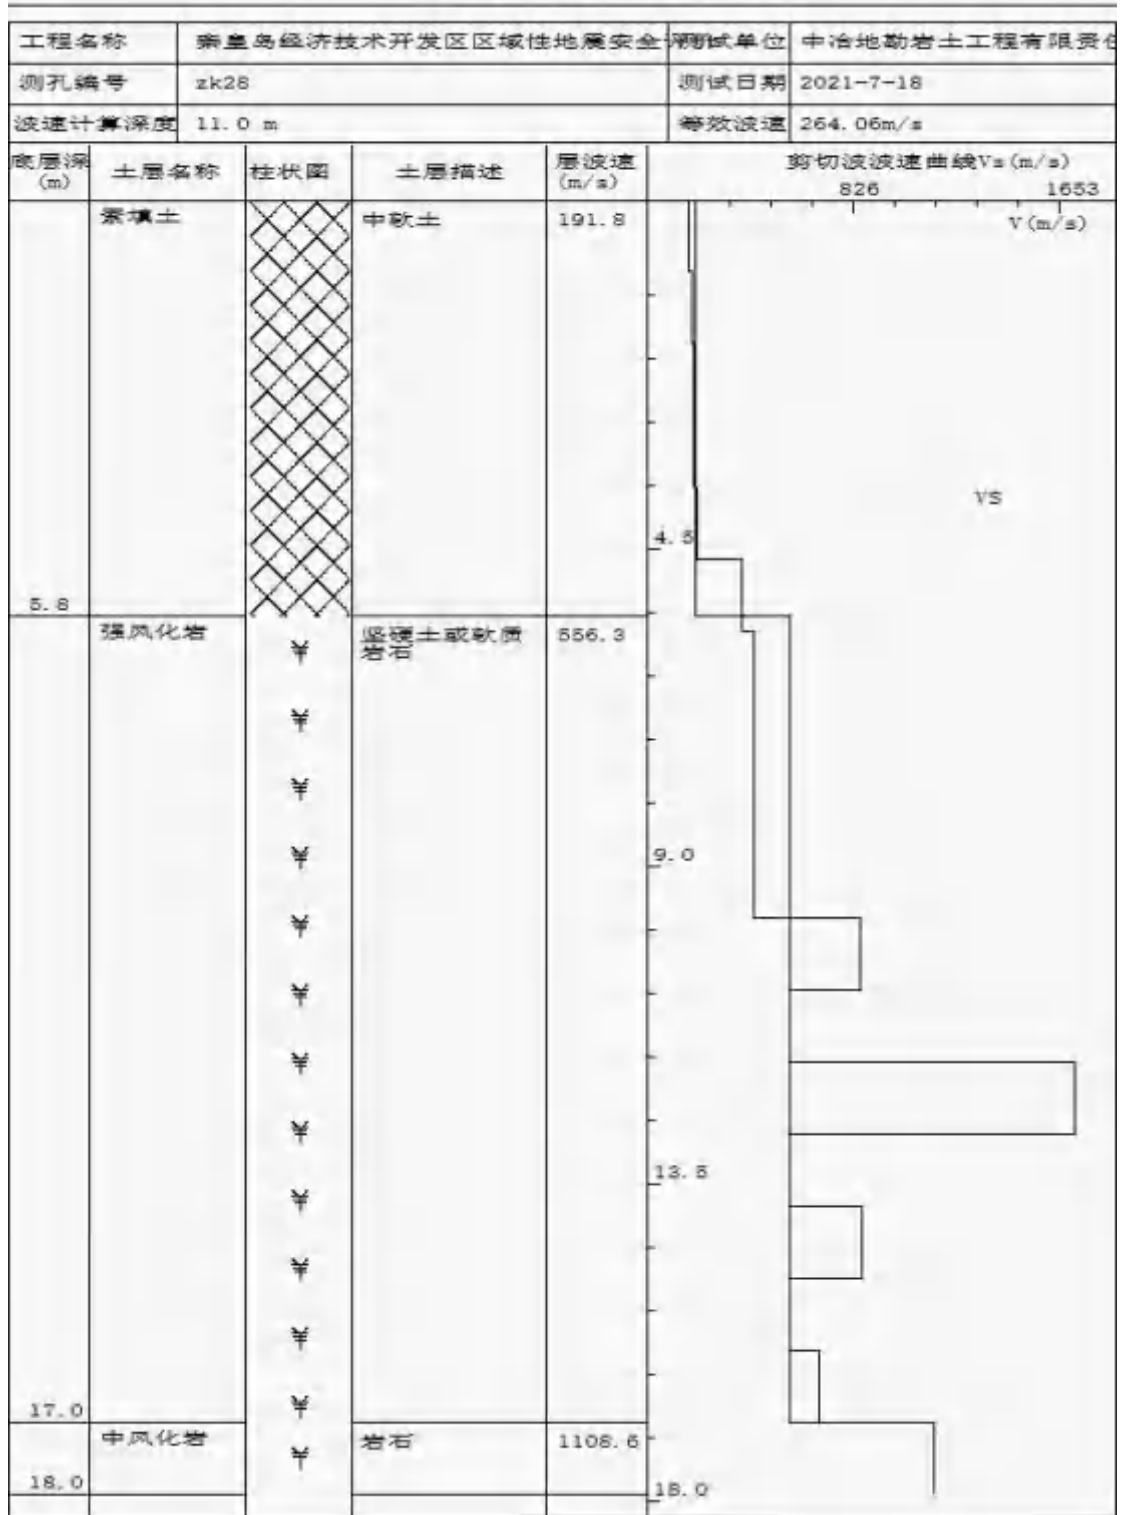 工程名称 秦皇岛经济技术开发区区域性地震安全 测试单位 中冶地勘岩土工程有限责任
测孔编号 zk28 测试日期 2021-7-18
波速计算深度 11.0 m 等效波速 264.06m/s
底层深 土层名称 柱状图 土层描述 层波速 剪切波波速曲线Vs(m/s)
(m) (m/s) 826 1653
素填土 中软土 191.8 V(m/s)
VS
4.5
5.8
强风化岩 坚硬土或软质 556.3
岩石
9.0
13.5
17.0
中风化岩 岩石 1108.6
18.0 18.0